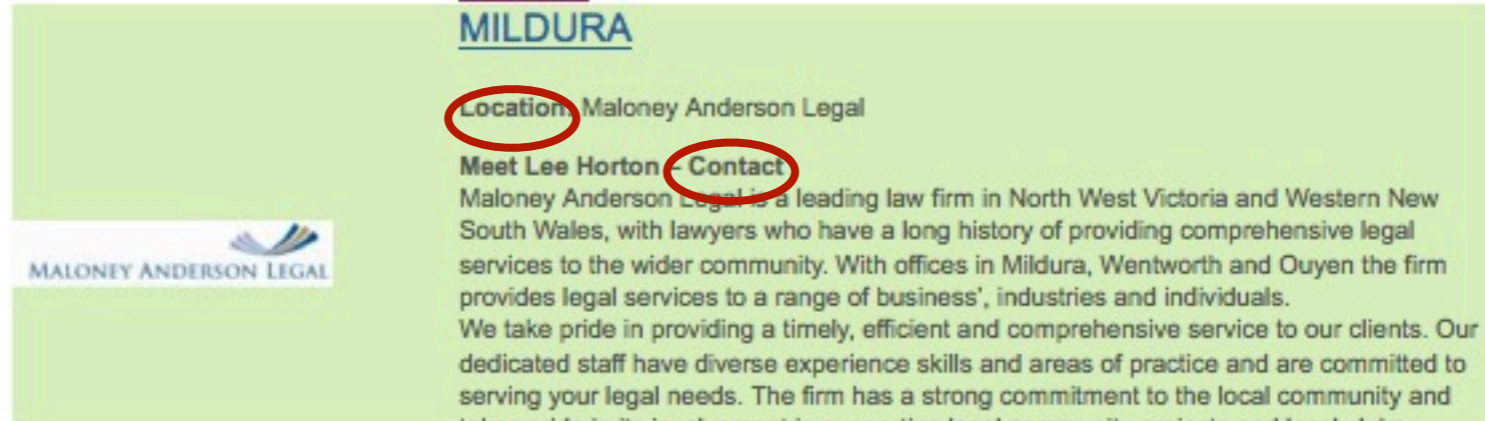 MILDURA
Location: Maloney Anderson Legal
Meet Lee Horton – Contact
Maloney Anderson Legal is a leading law firm in North West Victoria and Western New
South Wales, with lawyers who have a long history of providing comprehensive legal
services to the wider community. With offices in Mildura, Wentworth and Ouyen the firm
provides legal services to a range of business', industries and individuals.
We take pride in providing a timely, efficient and comprehensive service to our clients. Our
dedicated staff have diverse experience skills and areas of practice and are committed to
serving your legal needs. The firm has a strong commitment to the local community and
MALONEY ANDERSON LEGAL